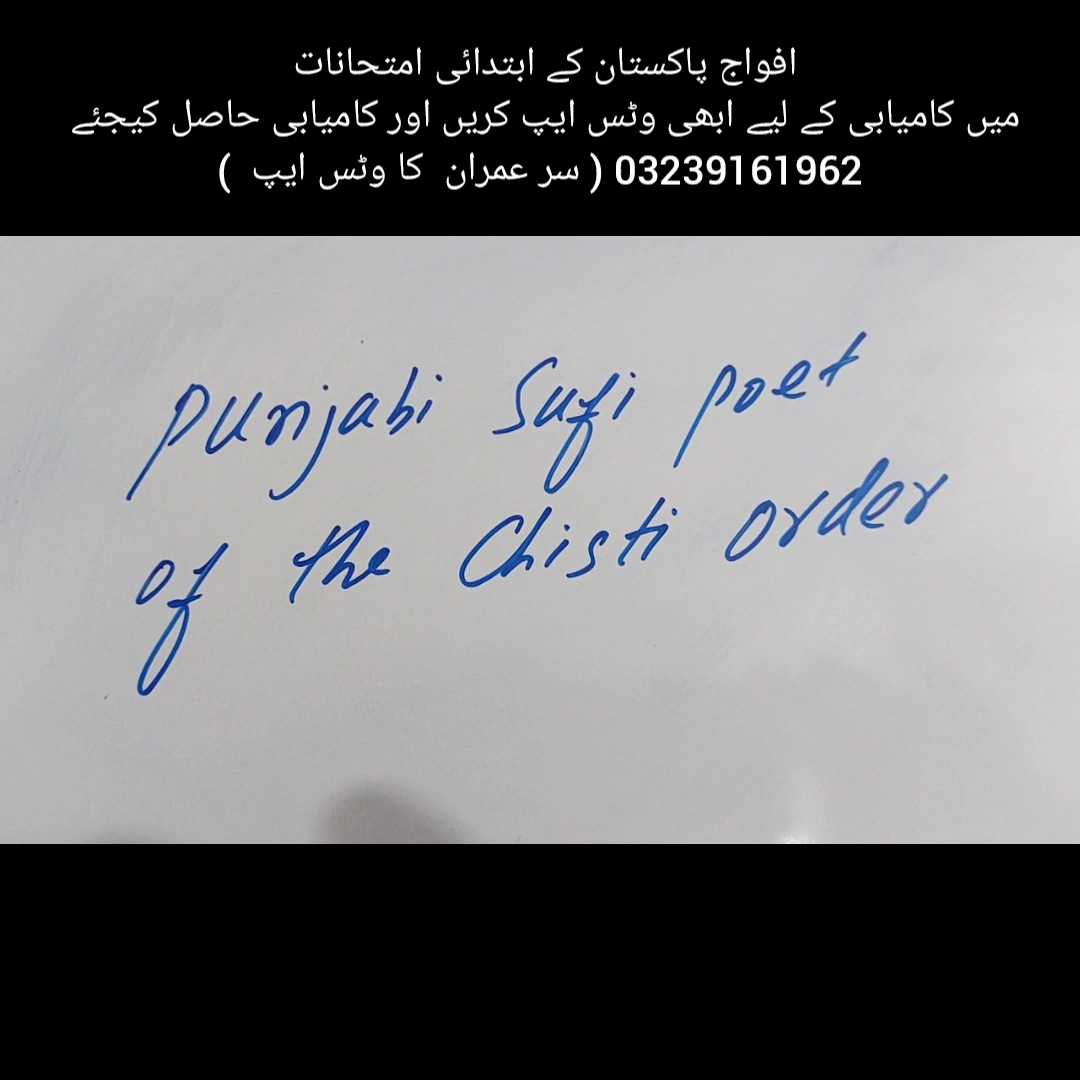 افواج پاکستان کے ابتدائی امتحانات
میں کامیابی کے لیے ابھی وٹس ایپ کریں اور کامیابی حاصل کیجئے
03239161962 ( سر عمران کا وٹس ایپ )
Punjabi Sufi poet
of the Chisti order